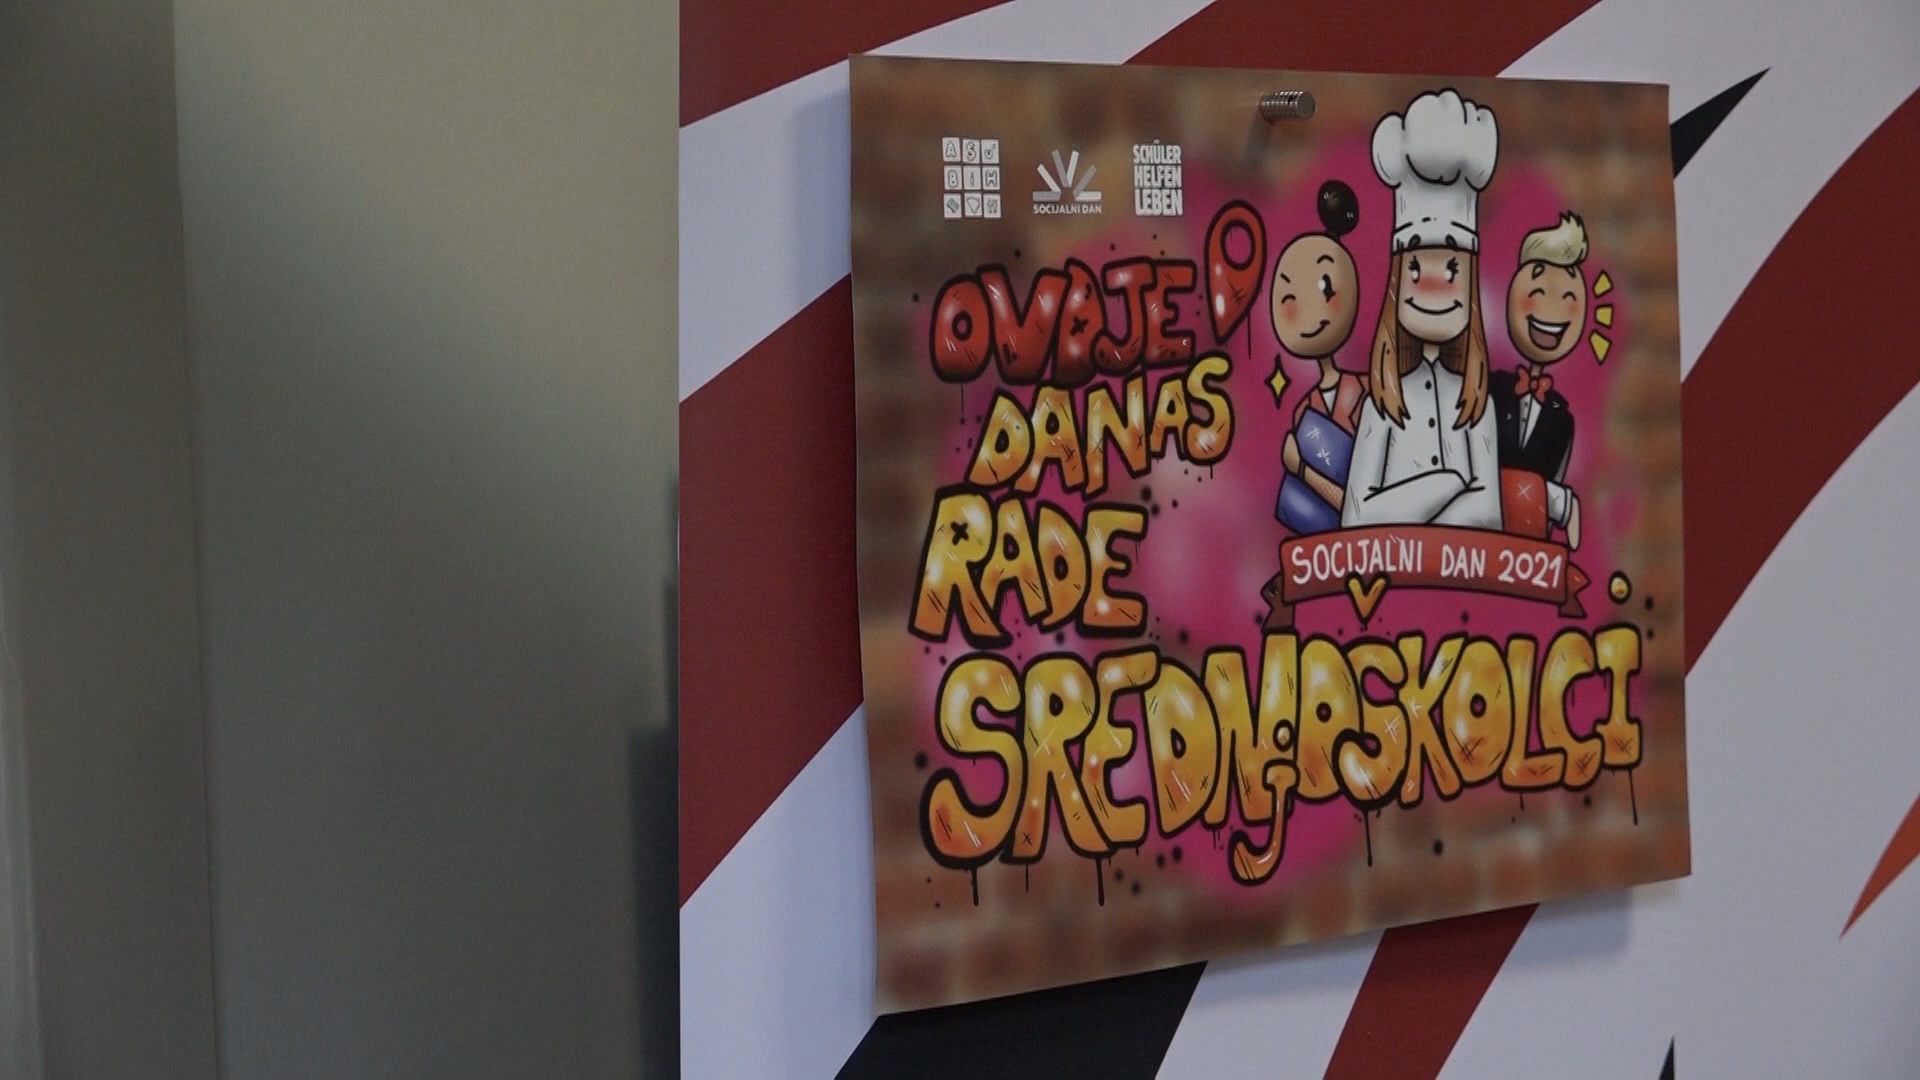 ASU
BIH
SOCIJALNI DAN
SCHÜLER
HELFEN
LEBEN
OVDJE
DANAS
RADE
SREDNJOŠKOLCI
SOCIJALNI DAN 2021